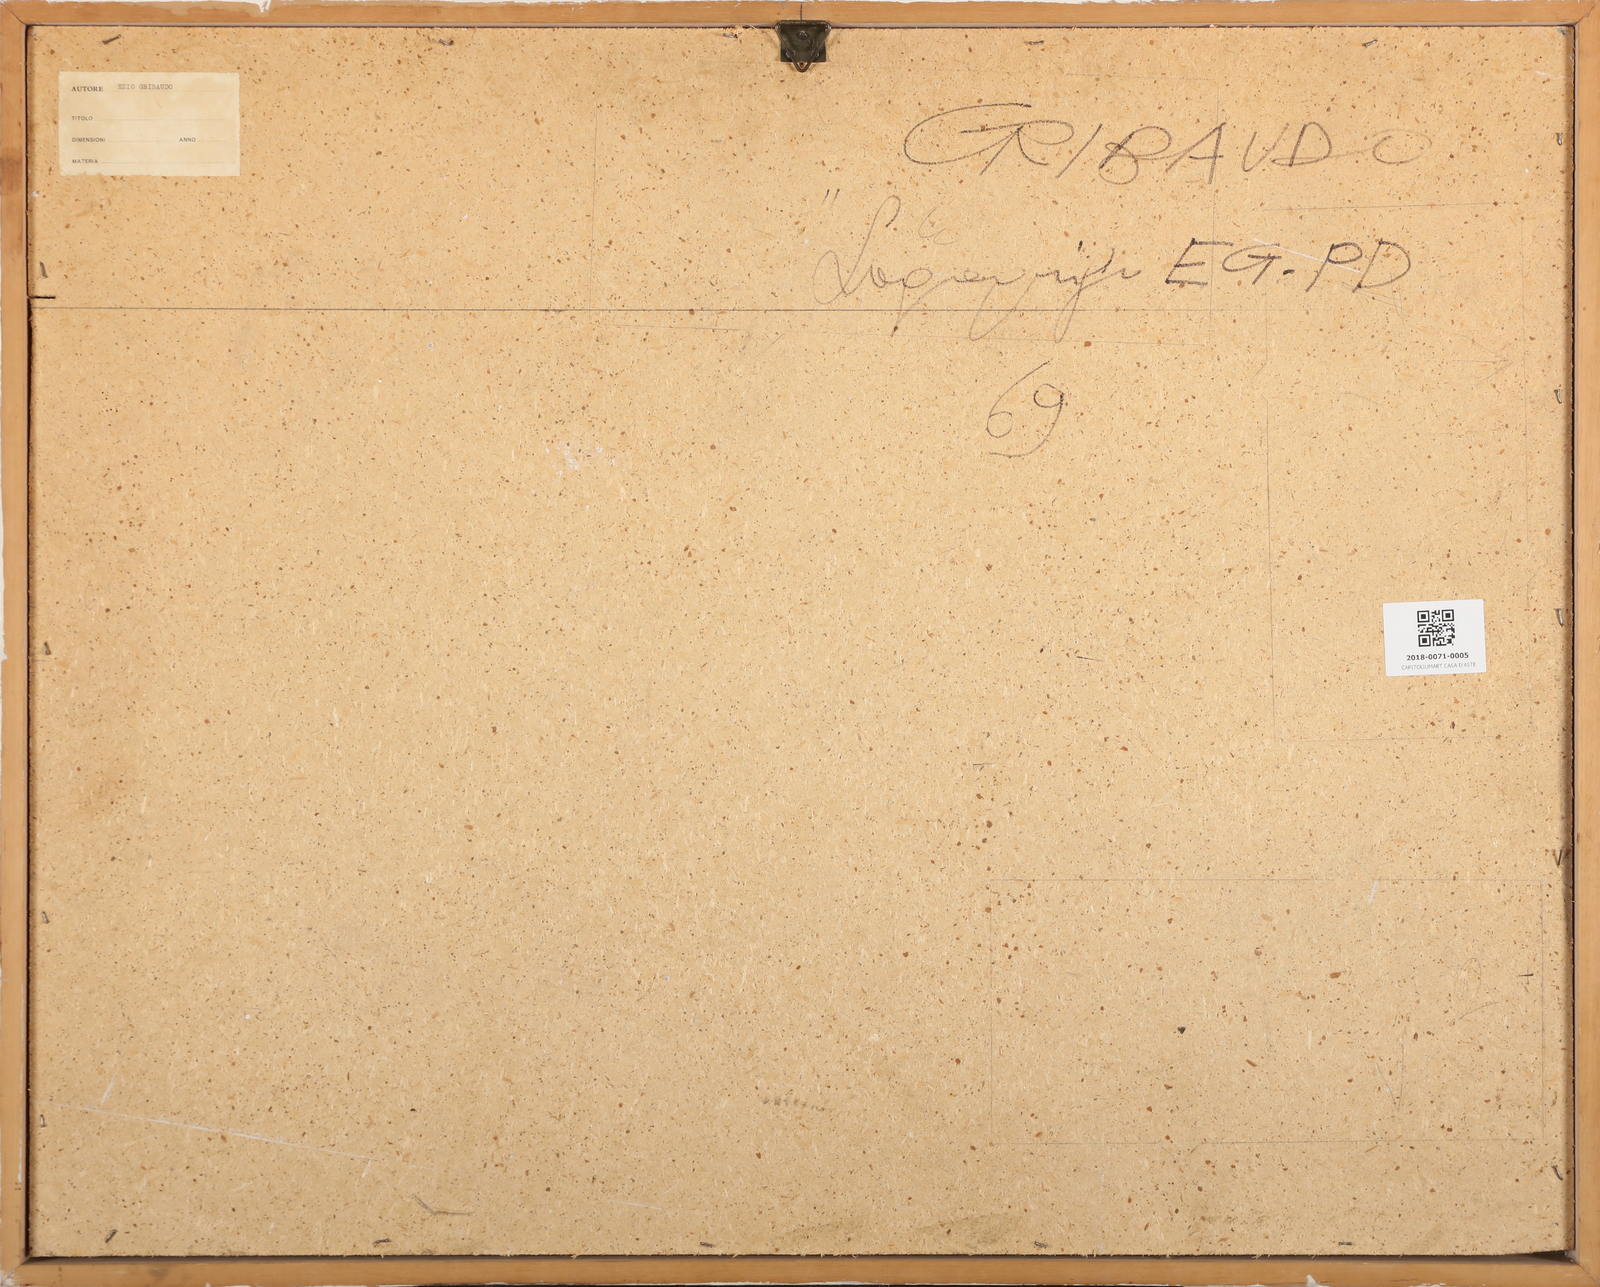 AUTORE EZIO GRIBAUDO
TITOLO
DIMENSIONI ANNO
MATERIA
GRIBAUDO
EG. PD
69
2018-0071-0005
CAPITOLIUMART CASA D'ASTE